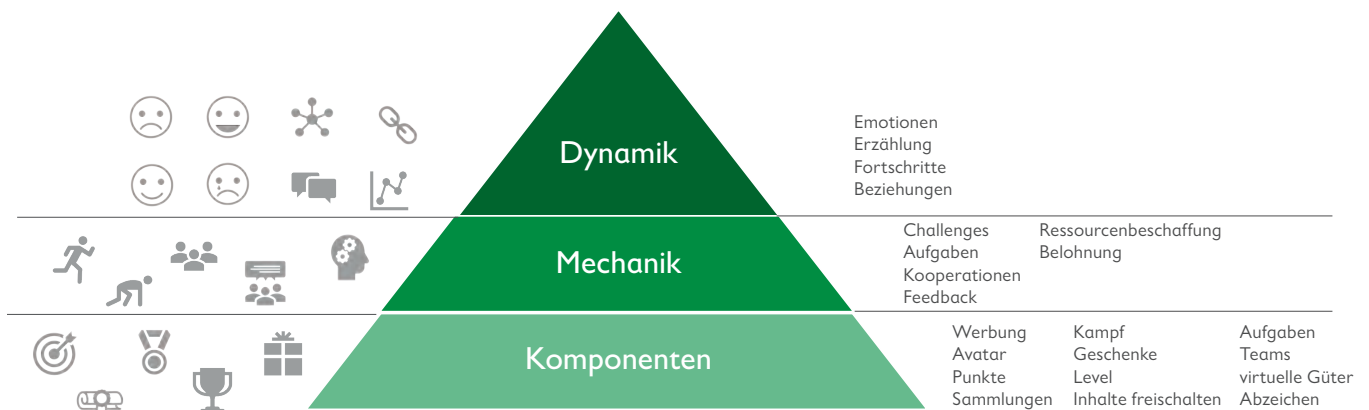 Dynamik
Emotionen
Erzählung
Fortschritte
Beziehungen
Mechanik
Challenges Ressourcenbeschaffung
Aufgaben Belohnung
Kooperationen
Feedback
Komponenten
Werbung Kampf Aufgaben
Avatar Geschenke Teams
Punkte Level virtuelle Güter
Sammlungen Inhalte freischalten Abzeichen